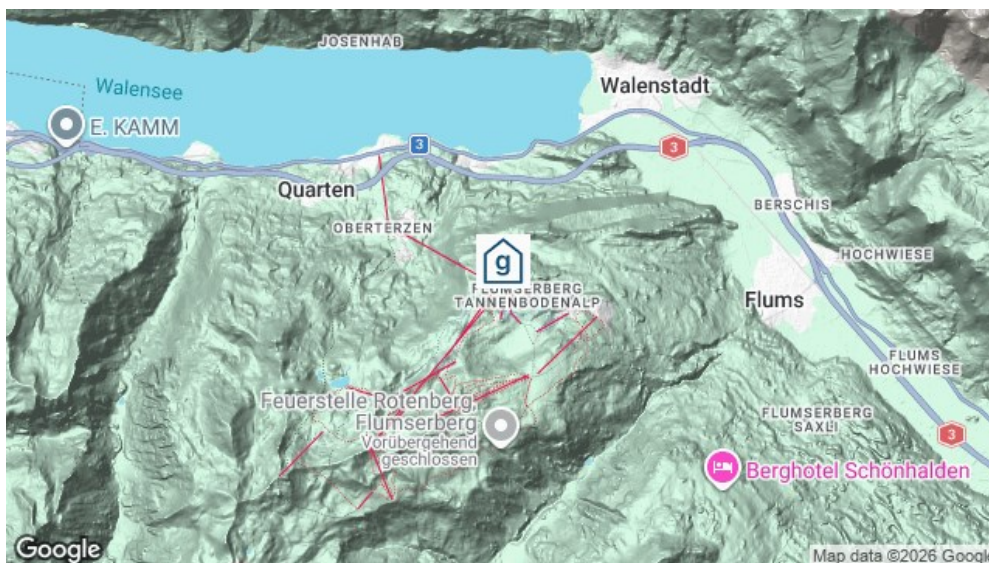 JOSENHAB
Walensee
Walenstadt
E. KAMM
3
3
Quarten
BERSCHIS
OBERTERZEN
HOCHWIESE
g
FLUMSERBERG
TANNENBODENALP
Flums
FLUMS
HOCHWIESE
Feuerstelle Rotenberg,
Flumserberg
Vorübergehend
geschlossen
FLUMSERBERG
SAXLI
3
Berghotel Schönhalden
Google
Map data ©2026 Google